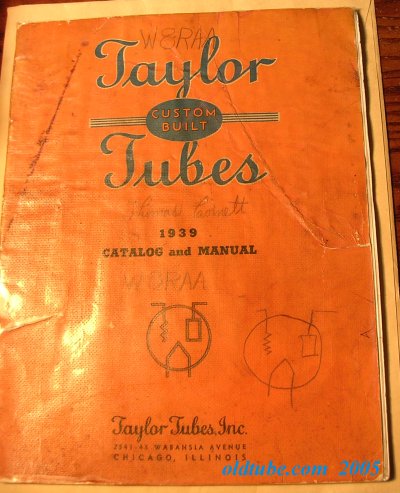 W8RAA
Taylor
CUSTOM
BUILT
Tubes
1939
CATALOG and MANUAL
W8RAA
Taylor Tubes, Inc.
2341-43 WABANSIA AVENUE
CHICAGO, ILLINOIS
oldtube.com 2005